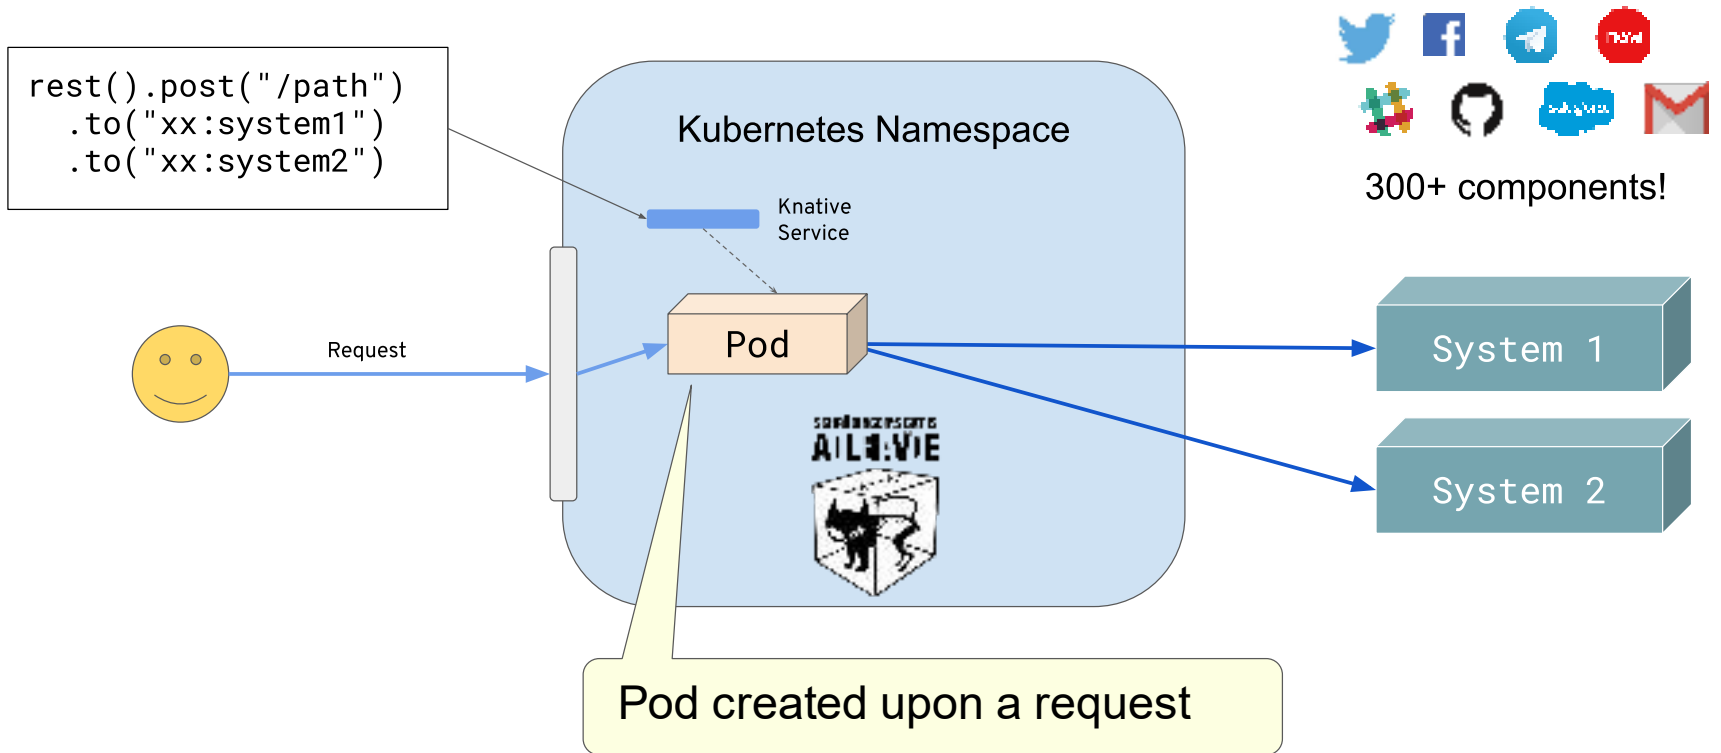 rest().post("/path")
.to("xx:system1")
.to("xx:system2")
Kubernetes Namespace
300+ components!
Knative
Service
Request
Pod
System 1
System 2
Pod created upon a request